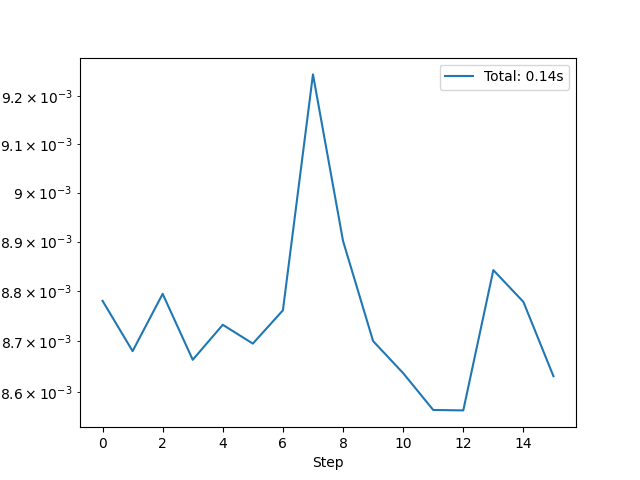 Total: 0.14s
9.2 × 10⁻³
9.1 × 10⁻³
9 × 10⁻³
8.9 × 10⁻³
8.8 × 10⁻³
8.7 × 10⁻³
8.6 × 10⁻³
0 2 4 6 8 10 12 14
Step